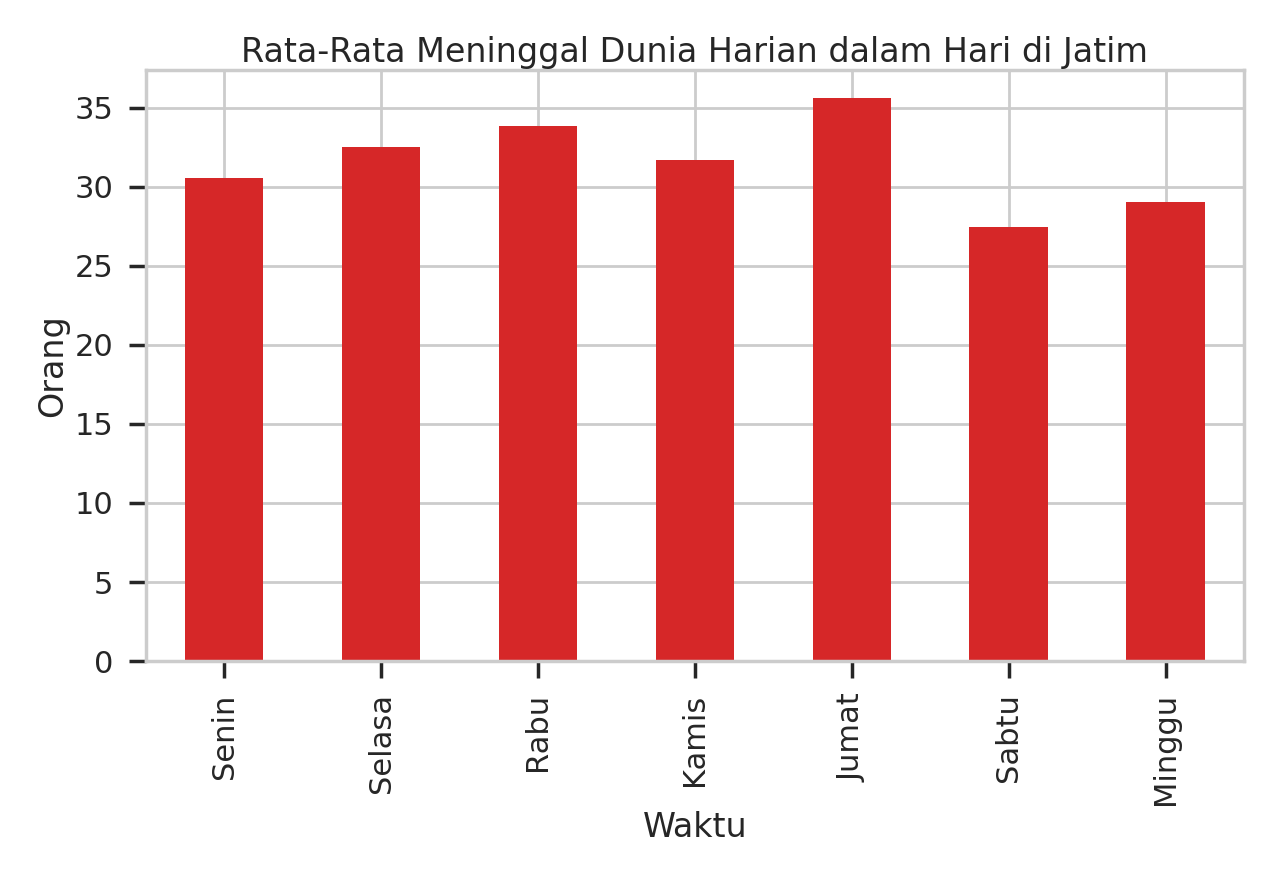 Rata-Rata Meninggal Dunia Harian dalam Hari di Jatim
35
30
25
20
15
10
5
0
Orang
Senin
Selasa
Rabu
Kamis
Jumat
Sabtu
Minggu
Waktu